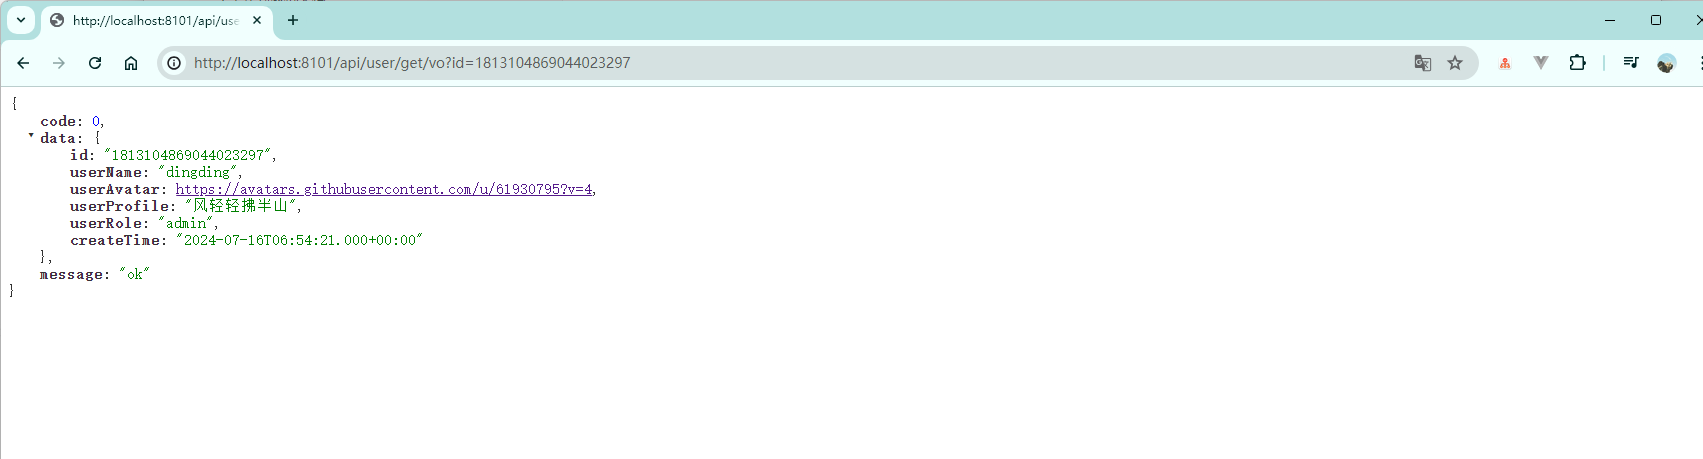 http://localhost:8101/api/use
http://localhost:8101/api/user/get/vo?id=1813104869044023297
{
code: 0,
data: {
id: "1813104869044023297",
userName: "dingding",
userAvatar: https://avatars.githubusercontent.com/u/61930795?v=4,
userProfile: "风轻轻拂半山",
userRole: "admin",
createTime: "2024-07-16T06:54:21.000+00:00"
},
message: "ok"
}